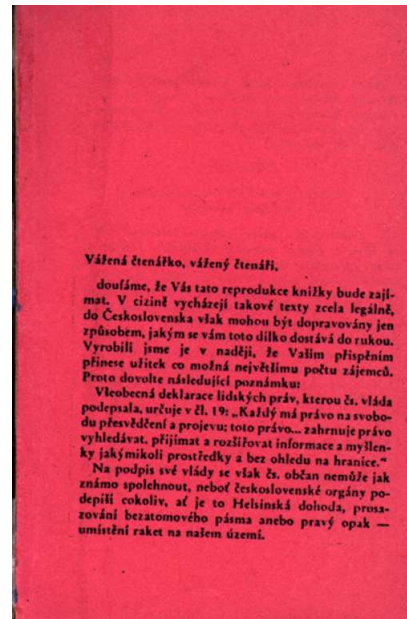 Vážená čtenářko, vážený čtenáři,
doufáme, že Vás tato reprodukce knížky bude zají-
mat. V cizině vycházejí takové texty zcela legálně,
do Československa však mohou být dopravovány jen
způsobem, jakým se vám toto dílko dostává do rukou.
Vyrobili jsme je v naději, že Vašim přispěním
přinese užitek co možná největšímu počtu zájemců.
Proto dovolte následující poznámku:
Všeobecná deklarace lidských práv, kterou čs. vláda
podepsala, určuje v čl. 19: „Každý má právo na svobo-
du přesvědčení a projevu; toto právo... zahrnuje právo
vyhledávat, přijímat a rozšiřovat informace a myšlen-
ky jakýmikoli prostředky a bez ohledu na hranice."
Na podpis své vlády se však čs. občan nemůže jak
známo spolehnout, neboť československé orgány po-
depíší cokoliv, ať je to Helsinská dohoda, prosa-
zování bezatomového pásma anebo pravý opak —
umístění raket na našem území.